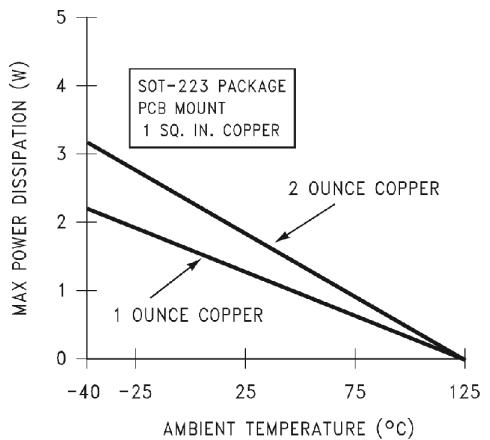 MAX POWER DISSIPATION (W)
5
4
3
2
1
0
SOT-223 PACKAGE
PCB MOUNT
1 SQ. IN. COPPER
2 OUNCE COPPER
1 OUNCE COPPER
-40 -25 25 75 125
AMBIENT TEMPERATURE (°C)